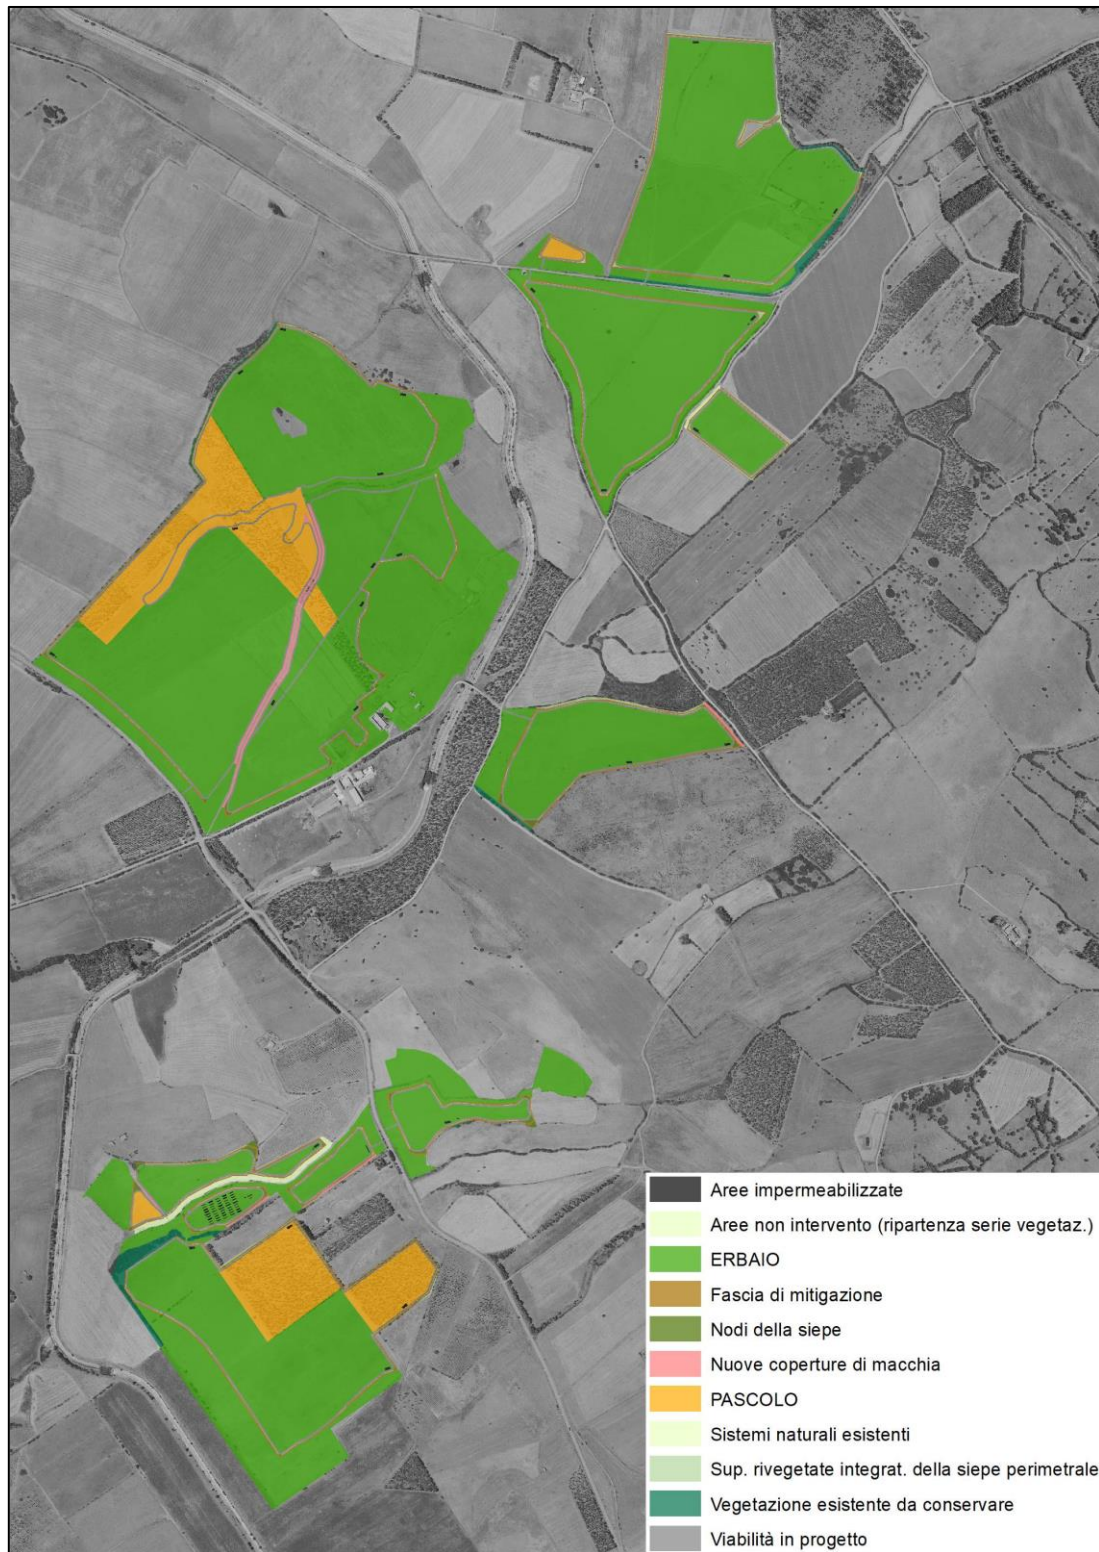 Aree impermeabilizzate
Aree non intervento (ripartenza serie vegetaz.)
ERBAIO
Fascia di mitigazione
Nodi della siepe
Nuove coperture di macchia
PASCOLO
Sistemi naturali esistenti
Sup. rivegetate integrat. della siepe perimetrale
Vegetazione esistente da conservare
Viabilità in progetto